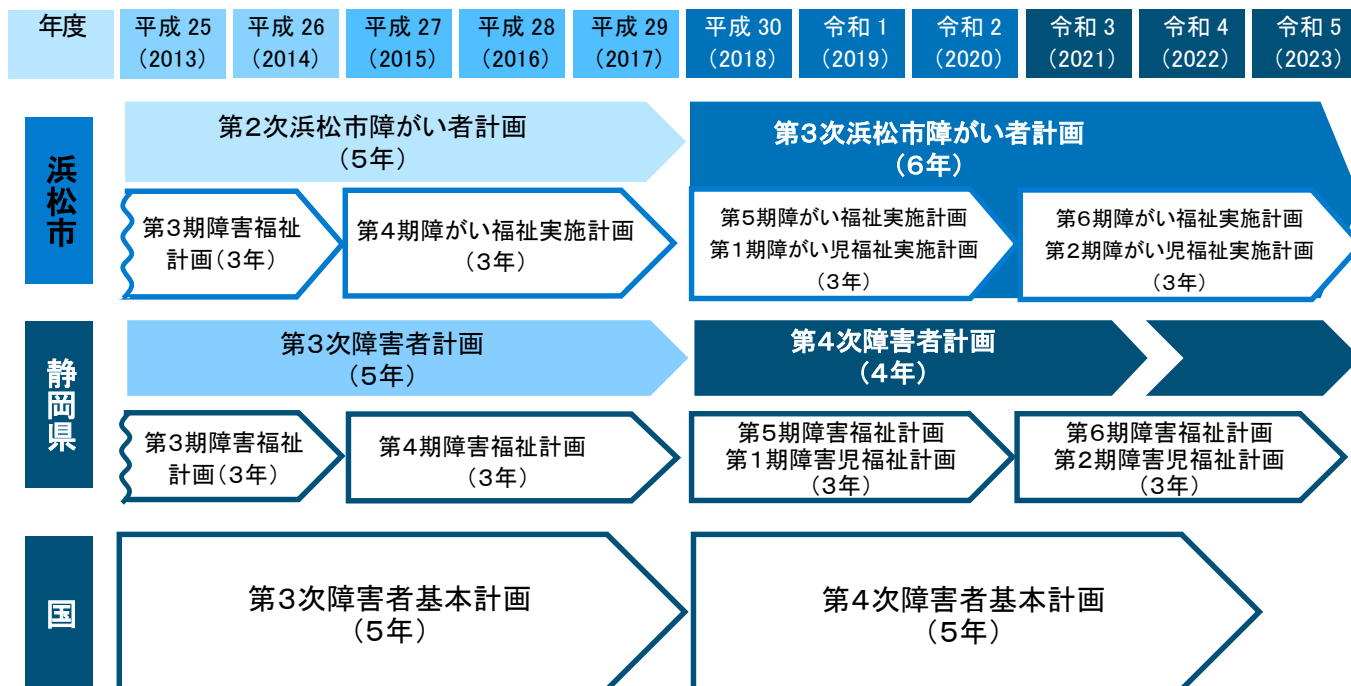 年度
平成 25
(2013)
平成 26
(2014)
平成 27
(2015)
平成 28
(2016)
平成 29
(2017)
平成 30
(2018)
令和 1
(2019)
令和 2
(2020)
令和 3
(2021)
令和 4
(2022)
令和 5
(2023)
浜松市
第2次浜松市障がい者計画
(5年)
第3次浜松市障がい者計画
(6年)
第3期障害福祉
計画(3年)
第4期障がい福祉実施計画
(3年)
第5期障がい福祉実施計画
第1期障がい児福祉実施計画
(3年)
第6期障がい福祉実施計画
第2期障がい児福祉実施計画
(3年)
静岡県
第3次障害者計画
(5年)
第4次障害者計画
(4年)
第3期障害福祉
計画(3年)
第4期障害福祉計画
(3年)
第5期障害福祉計画
第1期障害児福祉計画
(3年)
第6期障害福祉計画
第2期障害児福祉計画
(3年)
国
第3次障害者基本計画
(5年)
第4次障害者基本計画
(5年)